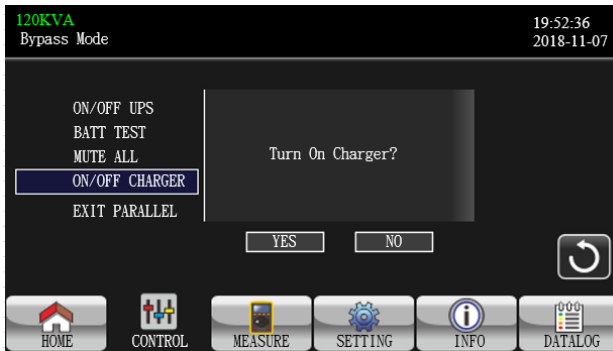 120KVA
Bypass Mode
19:52:36
2018-11-07
ON/OFF UPS
BATT TEST
MUTE ALL
ON/OFF CHARGER
EXIT PARALLEL
Turn On Charger?
YES
NO
HOME
CONTROL
MEASURE
SETTING
INFO
DATALOG